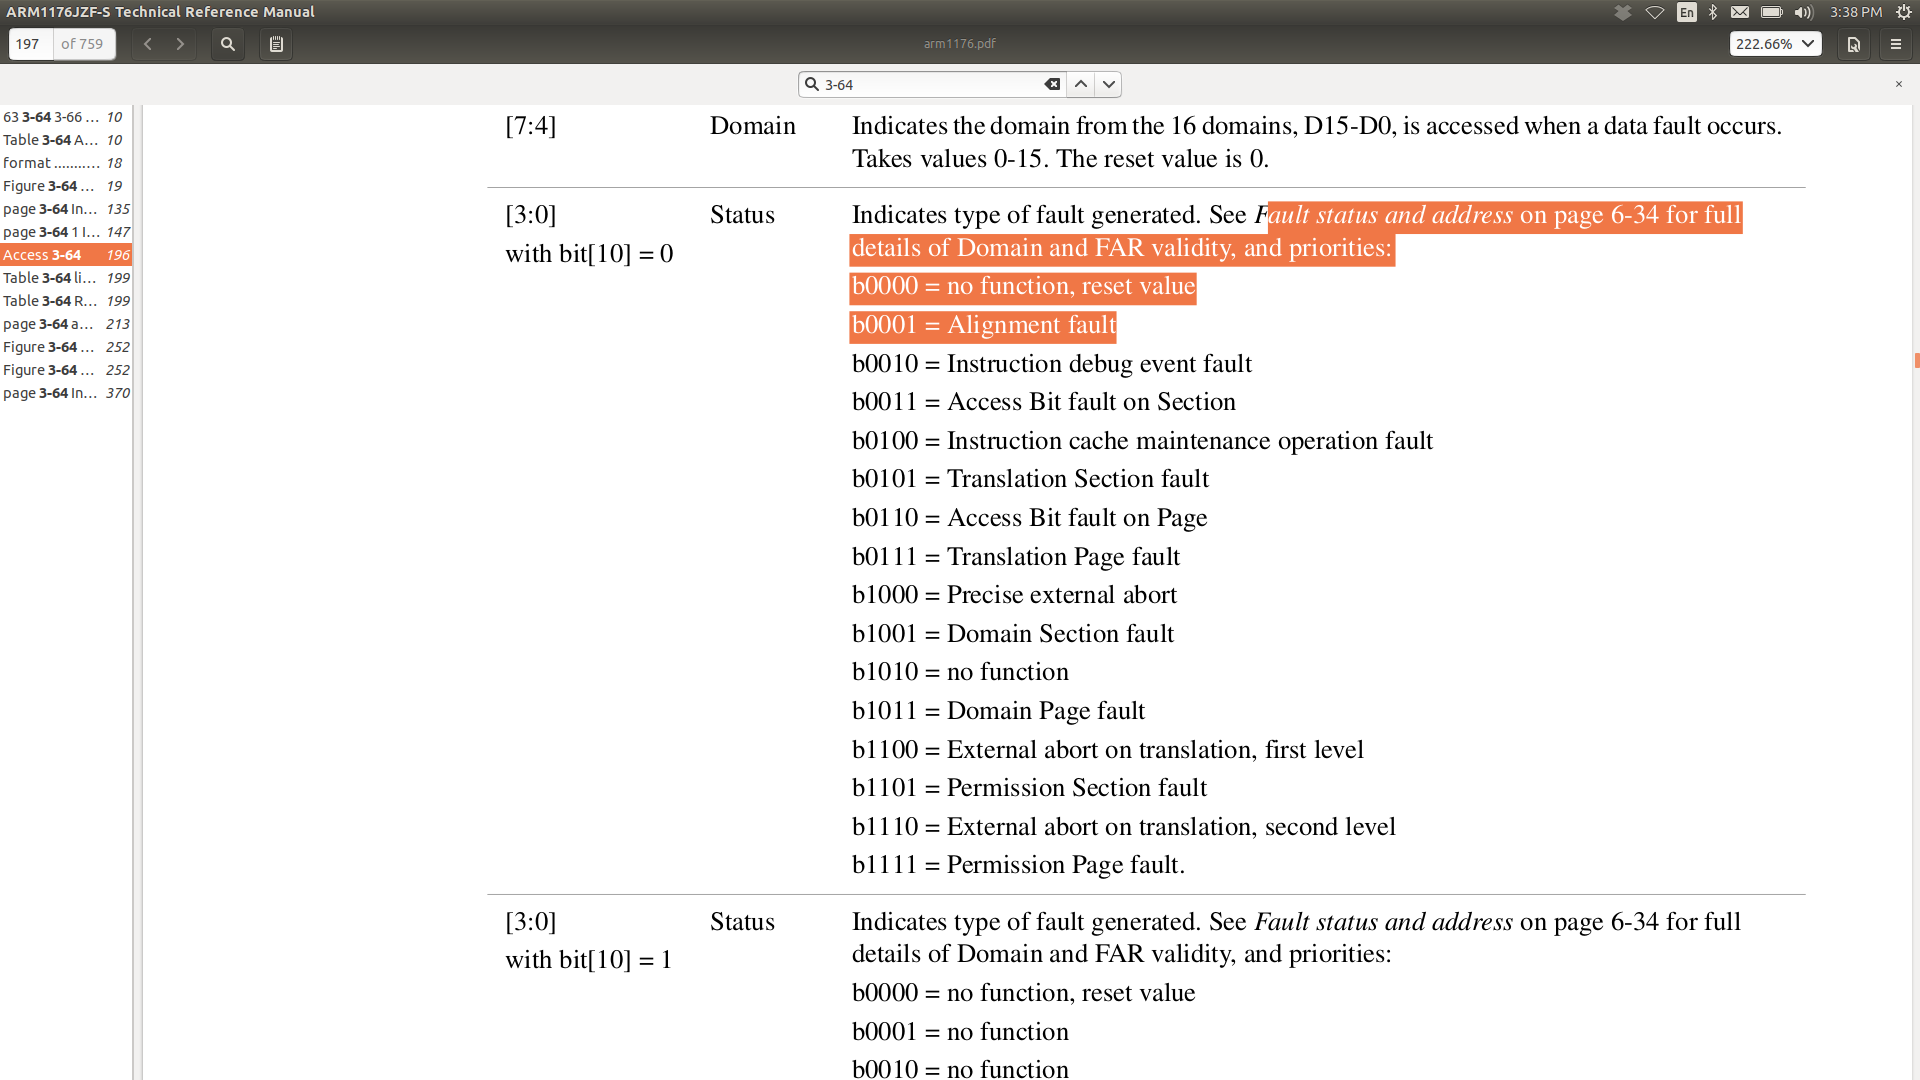 ARM1176JZF-S Technical Reference Manual
En
3:38 PM
197 of 759
arm1176.pdf
222.66%
3-64
63 3-64 3-66 ... 10
Table 3-64 A... 10
format .......... 18
Figure 3-64 ... 19
page 3-64 In... 135
page 3-64 1 I... 147
Access 3-64 196
Table 3-64 li... 199
Table 3-64 R... 199
page 3-64 a... 213
Figure 3-64 ... 252
Figure 3-64 ... 252
page 3-64 In... 370
[7:4] Domain Indicates the domain from the 16 domains, D15-D0, is accessed when a data fault occurs.
Takes values 0-15. The reset value is 0.
[3:0] Status Indicates type of fault generated. See Fault status and address on page 6-34 for full
with bit[10] = 0 details of Domain and FAR validity, and priorities:
b0000 = no function, reset value
b0001 = Alignment fault
b0010 = Instruction debug event fault
b0011 = Access Bit fault on Section
b0100 = Instruction cache maintenance operation fault
b0101 = Translation Section fault
b0110 = Access Bit fault on Page
b0111 = Translation Page fault
b1000 = Precise external abort
b1001 = Domain Section fault
b1010 = no function
b1011 = Domain Page fault
b1100 = External abort on translation, first level
b1101 = Permission Section fault
b1110 = External abort on translation, second level
b1111 = Permission Page fault.
[3:0] Status Indicates type of fault generated. See Fault status and address on page 6-34 for full
with bit[10] = 1 details of Domain and FAR validity, and priorities:
b0000 = no function, reset value
b0001 = no function
b0010 = no function